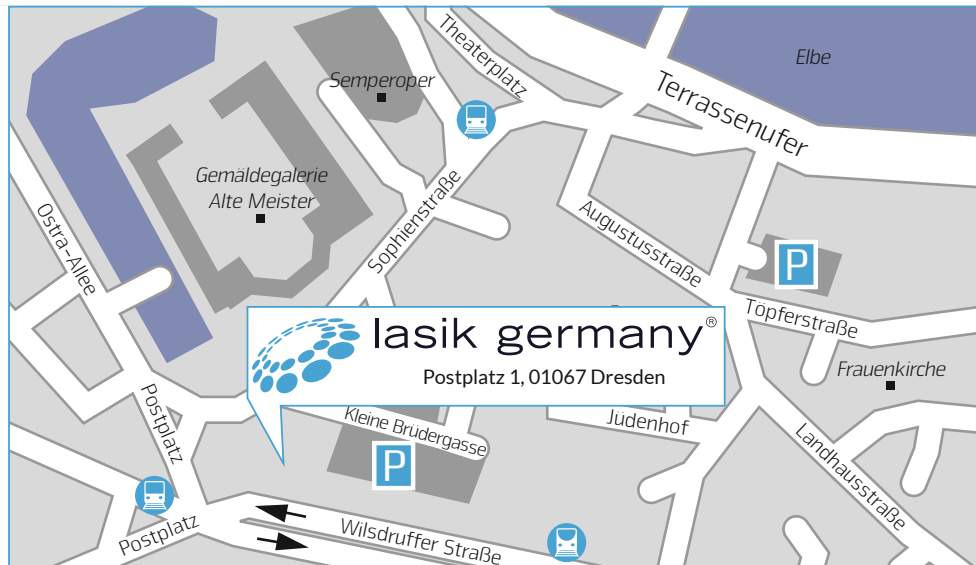 Elbe
Theaterplatz
Semperoper
Terrassenufer
Gemäldegalerie
Alte Meister
Sophienstraße
Ostra-Allee
Augustusstraße
P
Töpferstraße
lasik germany®
Postplatz 1, 01067 Dresden
Frauenkirche
Postplatz
Kleine Brüdergasse
Jüdenhof
P
Landhausstraße
Postplatz
Wilsdruffer Straße